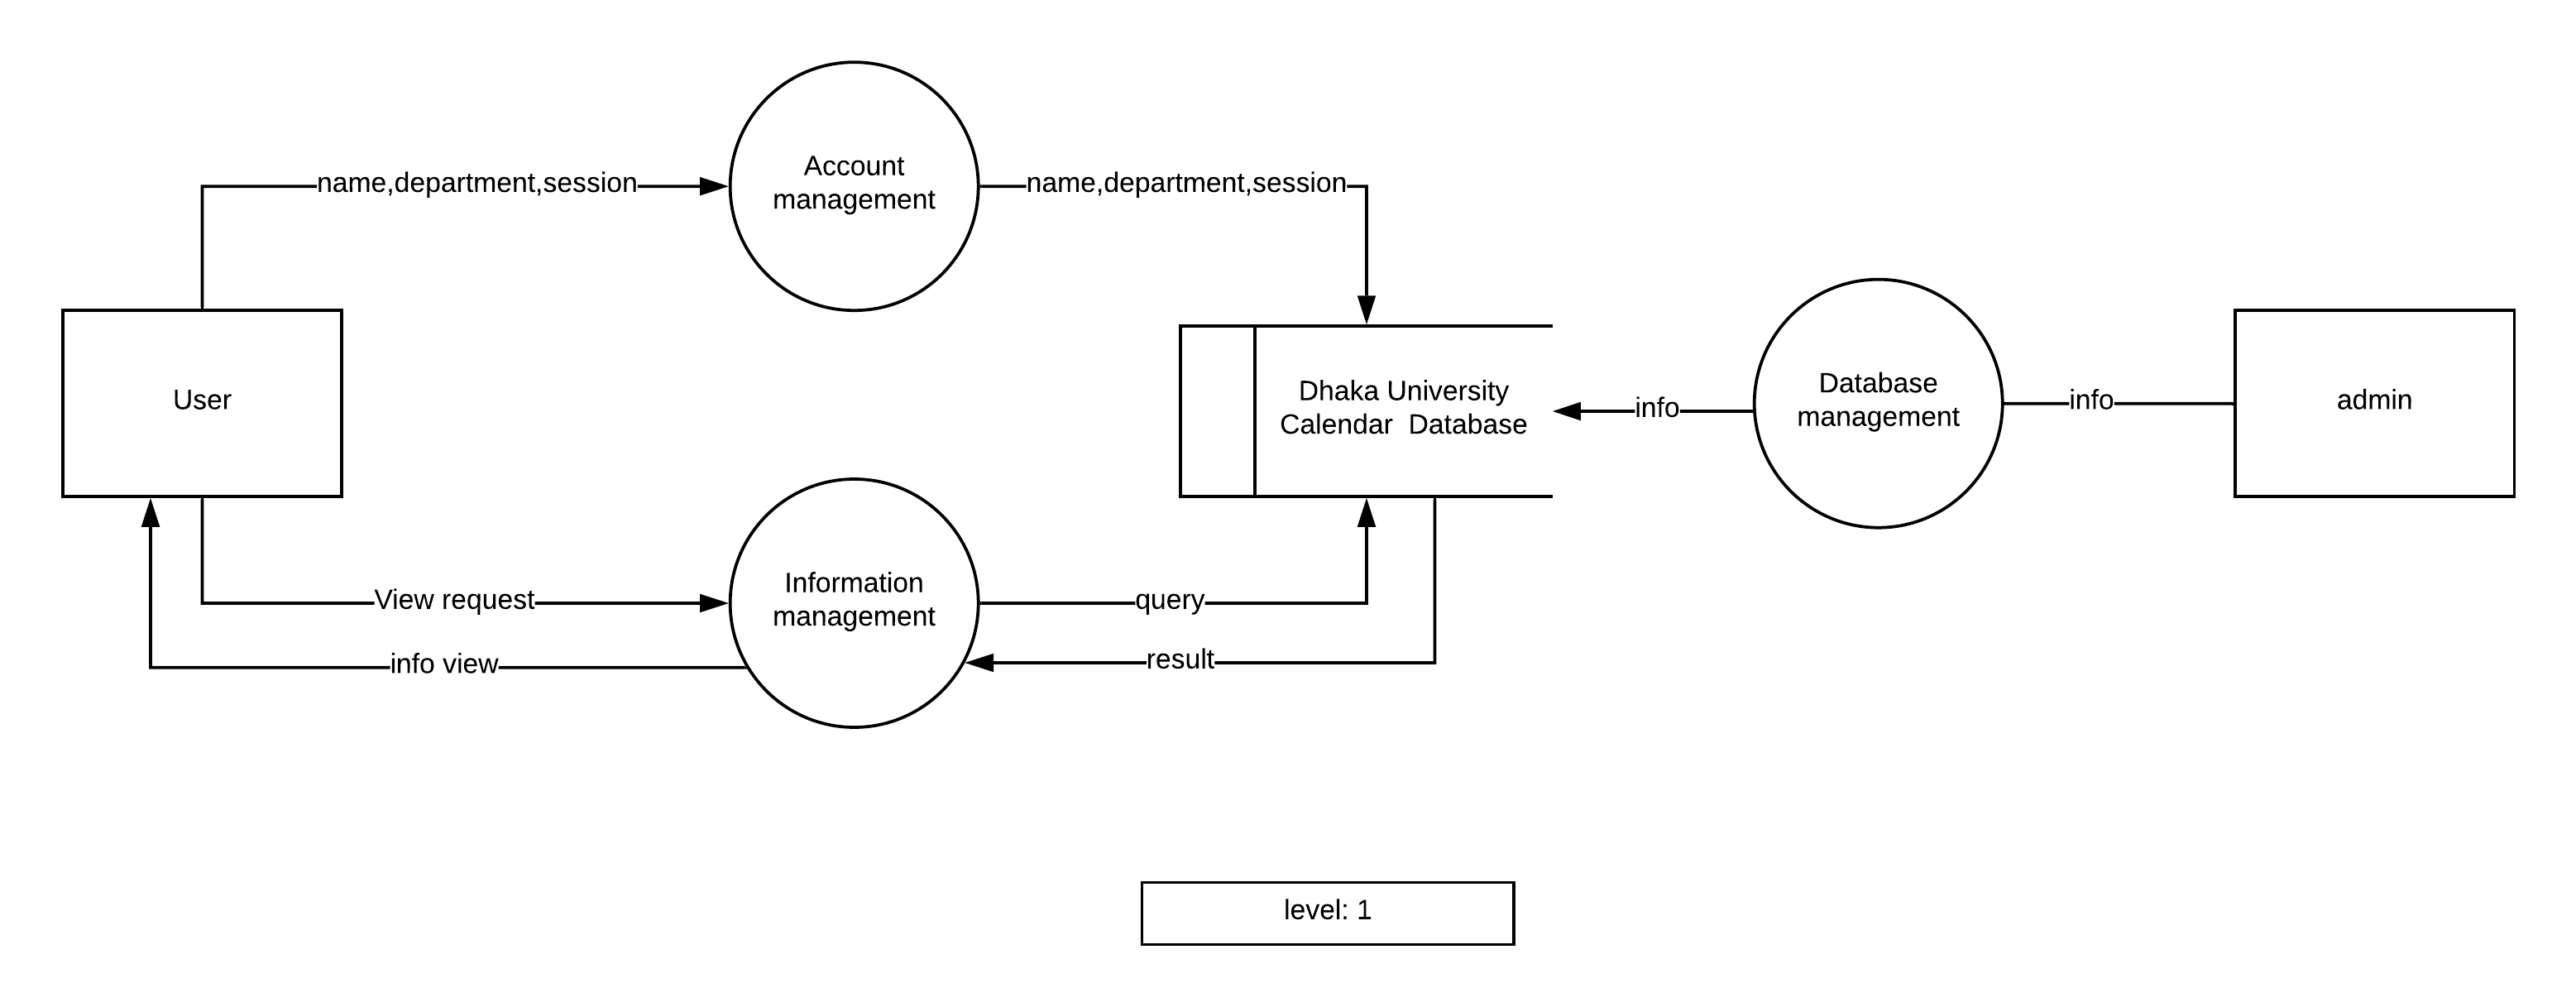 Account
management
name,department,session
name,department,session
User
Dhaka University
Calendar  Database
info
Database
management
info
admin
Information
management
View request
query
info view
result
level: 1